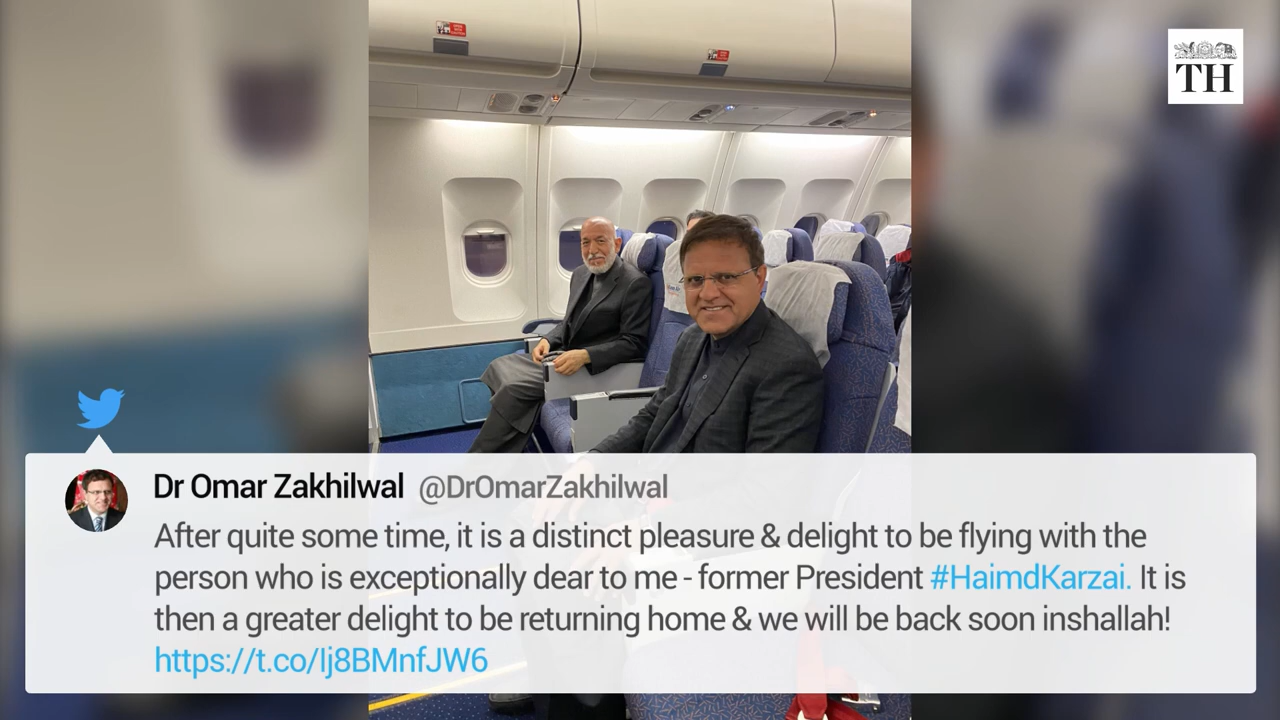 TH
Dr Omar Zakhilwal @DrOmarZakhilwal
After quite some time, it is a distinct pleasure & delight to be flying with the
person who is exceptionally dear to me - former President #HaimdKarzai. It is
then a greater delight to be returning home & we will be back soon inshallah!
https://t.co/lj8BMnfJW6